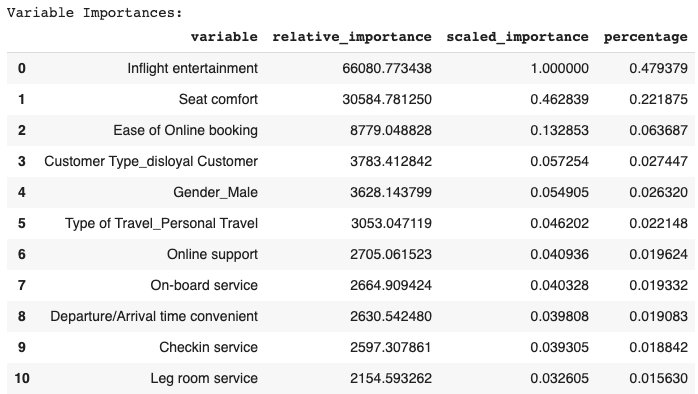 Variable Importances:
variable relative_importance scaled_importance percentage
0 Inflight entertainment 66080.773438 1.000000 0.479379
1 Seat comfort 30584.781250 0.462839 0.221875
2 Ease of Online booking 8779.048828 0.132853 0.063687
3 Customer Type_disloyal Customer 3783.412842 0.057254 0.027447
4 Gender_Male 3628.143799 0.054905 0.026320
5 Type of Travel_Personal Travel 3053.047119 0.046202 0.022148
6 Online support 2705.061523 0.040936 0.019624
7 On-board service 2664.909424 0.040328 0.019332
8 Departure/Arrival time convenient 2630.542480 0.039808 0.019083
9 Checkin service 2597.307861 0.039305 0.018842
10 Leg room service 2154.593262 0.032605 0.015630